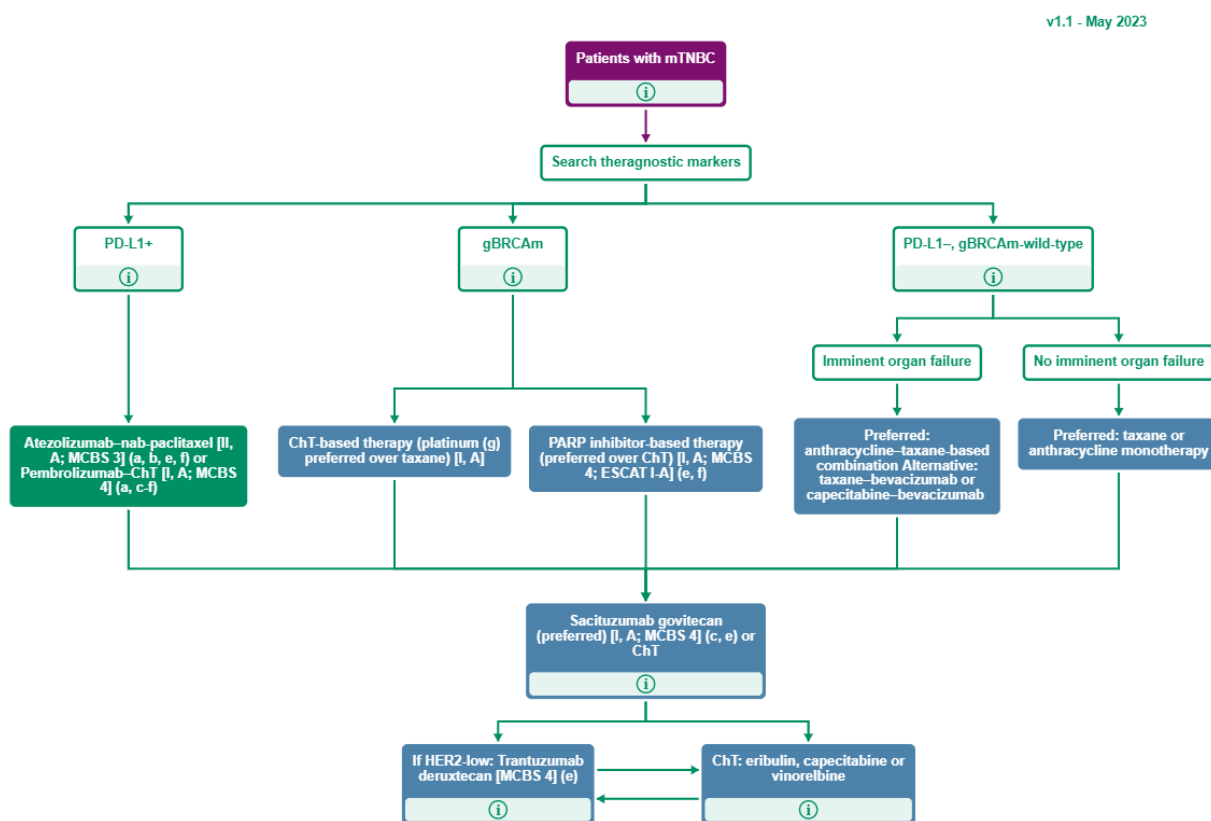 v1.1 - May 2023
Patients with mTNBC
i
Search theragnostic markers
PD-L1+
i
gBRCAm
i
PD-L1–, gBRCAm-wild-type
i
Imminent organ failure
No imminent organ failure
Atezolizumab–nab-paclitaxel [II,
A; MCBS 3] (a, b, e, f) or
Pembrolizumab–ChT [I, A; MCBS
4] (a, c-f)
ChT-based therapy (platinum (g)
preferred over taxane) [I, A]
PARP inhibitor-based therapy
(preferred over ChT) [I, A; MCBS
4; ESCAT I-A] (e, f)
Preferred:
anthracycline–taxane-based
combination Alternative:
taxane–bevacizumab or
capecitabine–bevacizumab
Preferred: taxane or
anthracycline monotherapy
Sacituzumab govitecan
(preferred) [I, A; MCBS 4] (c, e) or
ChT
i
If HER2-low: Trantuzumab
deruxtecan [MCBS 4] (e)
i
ChT: eribulin, capecitabine or
vinorelbine
i